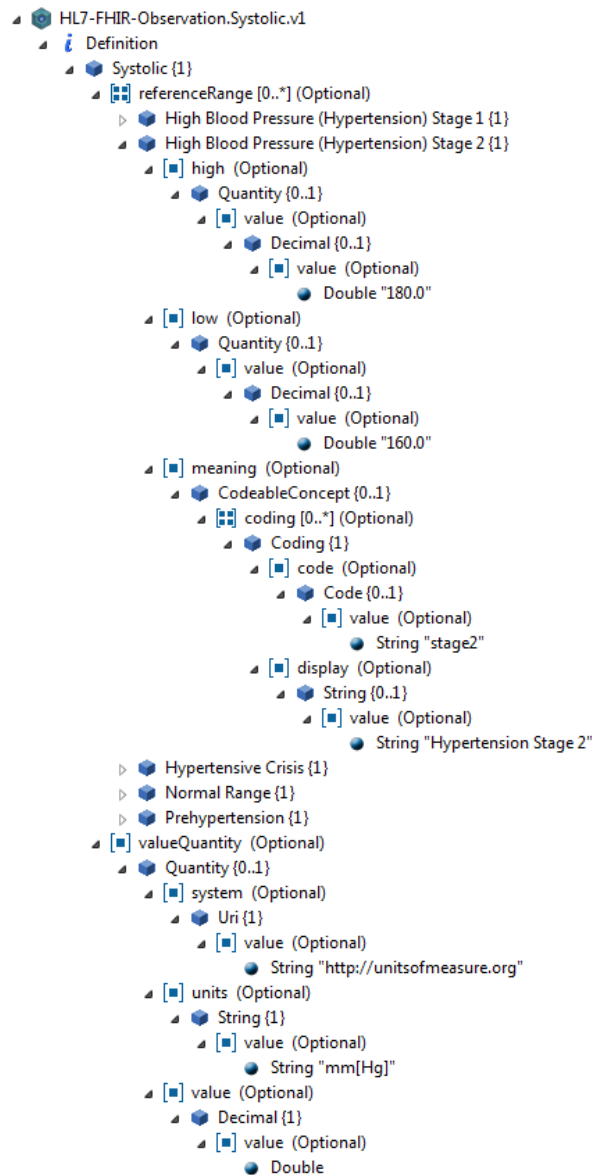 HL7-FHIR-Observation.Systolic.v1
Definition
Systolic {1}
referenceRange [0..*] (Optional)
High Blood Pressure (Hypertension) Stage 1 {1}
High Blood Pressure (Hypertension) Stage 2 {1}
high (Optional)
Quantity {0..1}
value (Optional)
Decimal {0..1}
value (Optional)
Double "180.0"
low (Optional)
Quantity {0..1}
value (Optional)
Decimal {0..1}
value (Optional)
Double "160.0"
meaning (Optional)
CodeableConcept {0..1}
coding [0..*] (Optional)
Coding {1}
code (Optional)
Code {0..1}
value (Optional)
String "stage2"
display (Optional)
String {0..1}
value (Optional)
String "Hypertension Stage 2"
Hypertensive Crisis {1}
Normal Range {1}
Prehypertension {1}
valueQuantity (Optional)
Quantity {0..1}
system (Optional)
Uri {1}
value (Optional)
String "http://unitsofmeasure.org"
units (Optional)
String {1}
value (Optional)
String "mm[Hg]"
value (Optional)
Decimal {1}
value (Optional)
Double